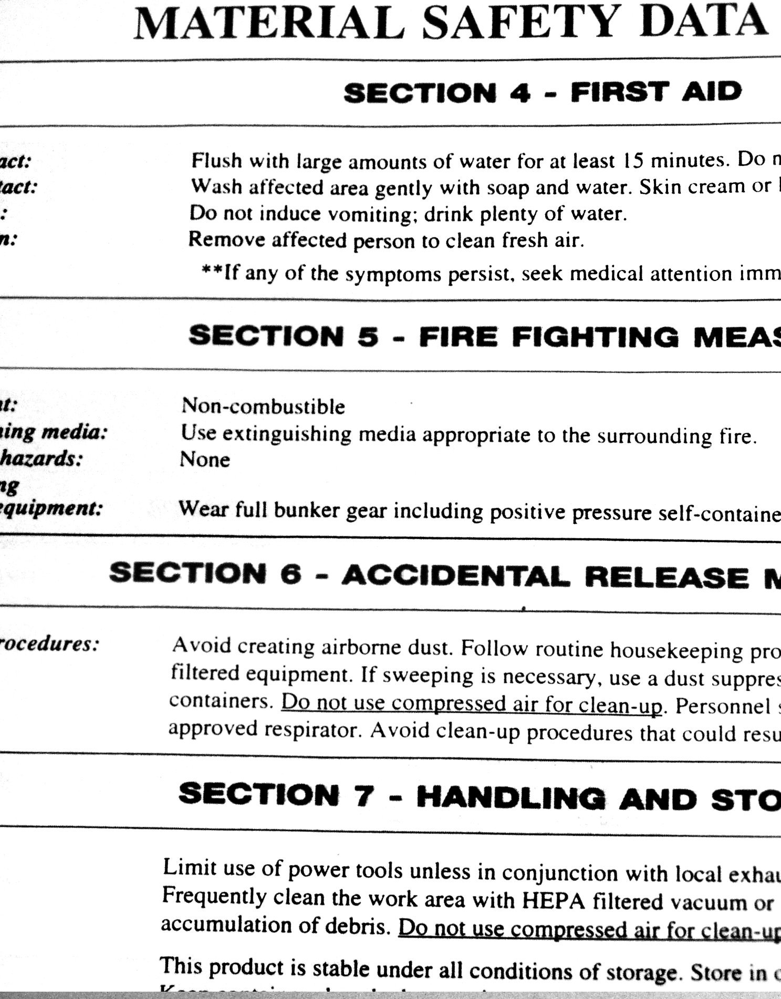 MATERIAL SAFETY DATA
SECTION 4 - FIRST AID
act: Flush with large amounts of water for at least 15 minutes. Do n
tact: Wash affected area gently with soap and water. Skin cream or
: Do not induce vomiting; drink plenty of water.
n: Remove affected person to clean fresh air.
**If any of the symptoms persist, seek medical attention imm
SECTION 5 - FIRE FIGHTING MEAS
nt: Non-combustible
hing media: Use extinguishing media appropriate to the surrounding fire.
hazards: None
ng
equipment: Wear full bunker gear including positive pressure self-containe
SECTION 6 - ACCIDENTAL RELEASE M
rocedures: Avoid creating airborne dust. Follow routine housekeeping pro
filtered equipment. If sweeping is necessary, use a dust suppres
containers. Do not use compressed air for clean-up. Personnel s
approved respirator. Avoid clean-up procedures that could resu
SECTION 7 - HANDLING AND STO
Limit use of power tools unless in conjunction with local exhau
Frequently clean the work area with HEPA filtered vacuum or
accumulation of debris. Do not use compressed air for clean-up
This product is stable under all conditions of storage. Store in c
Keep